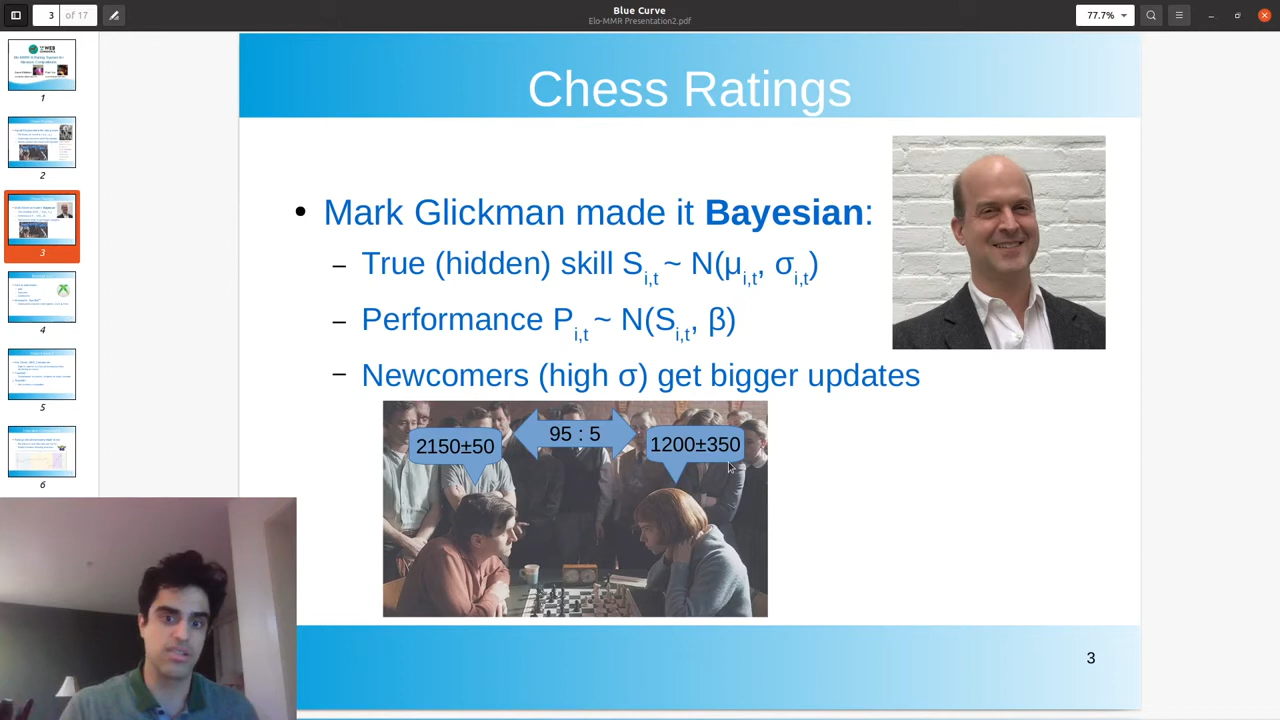 Blue Curve
Elo-MMR Presentation2.pdf
3 of 17
77.7%
Chess Ratings
• Mark Glickman made it Bayesian:
– True (hidden) skill Si,t ~ N(μi,t, σi,t)
– Performance Pi,t ~ N(Si,t, β)
– Newcomers (high σ) get bigger updates
2150±50
95 : 5
1200±350
3
1
2
3
4
5
6